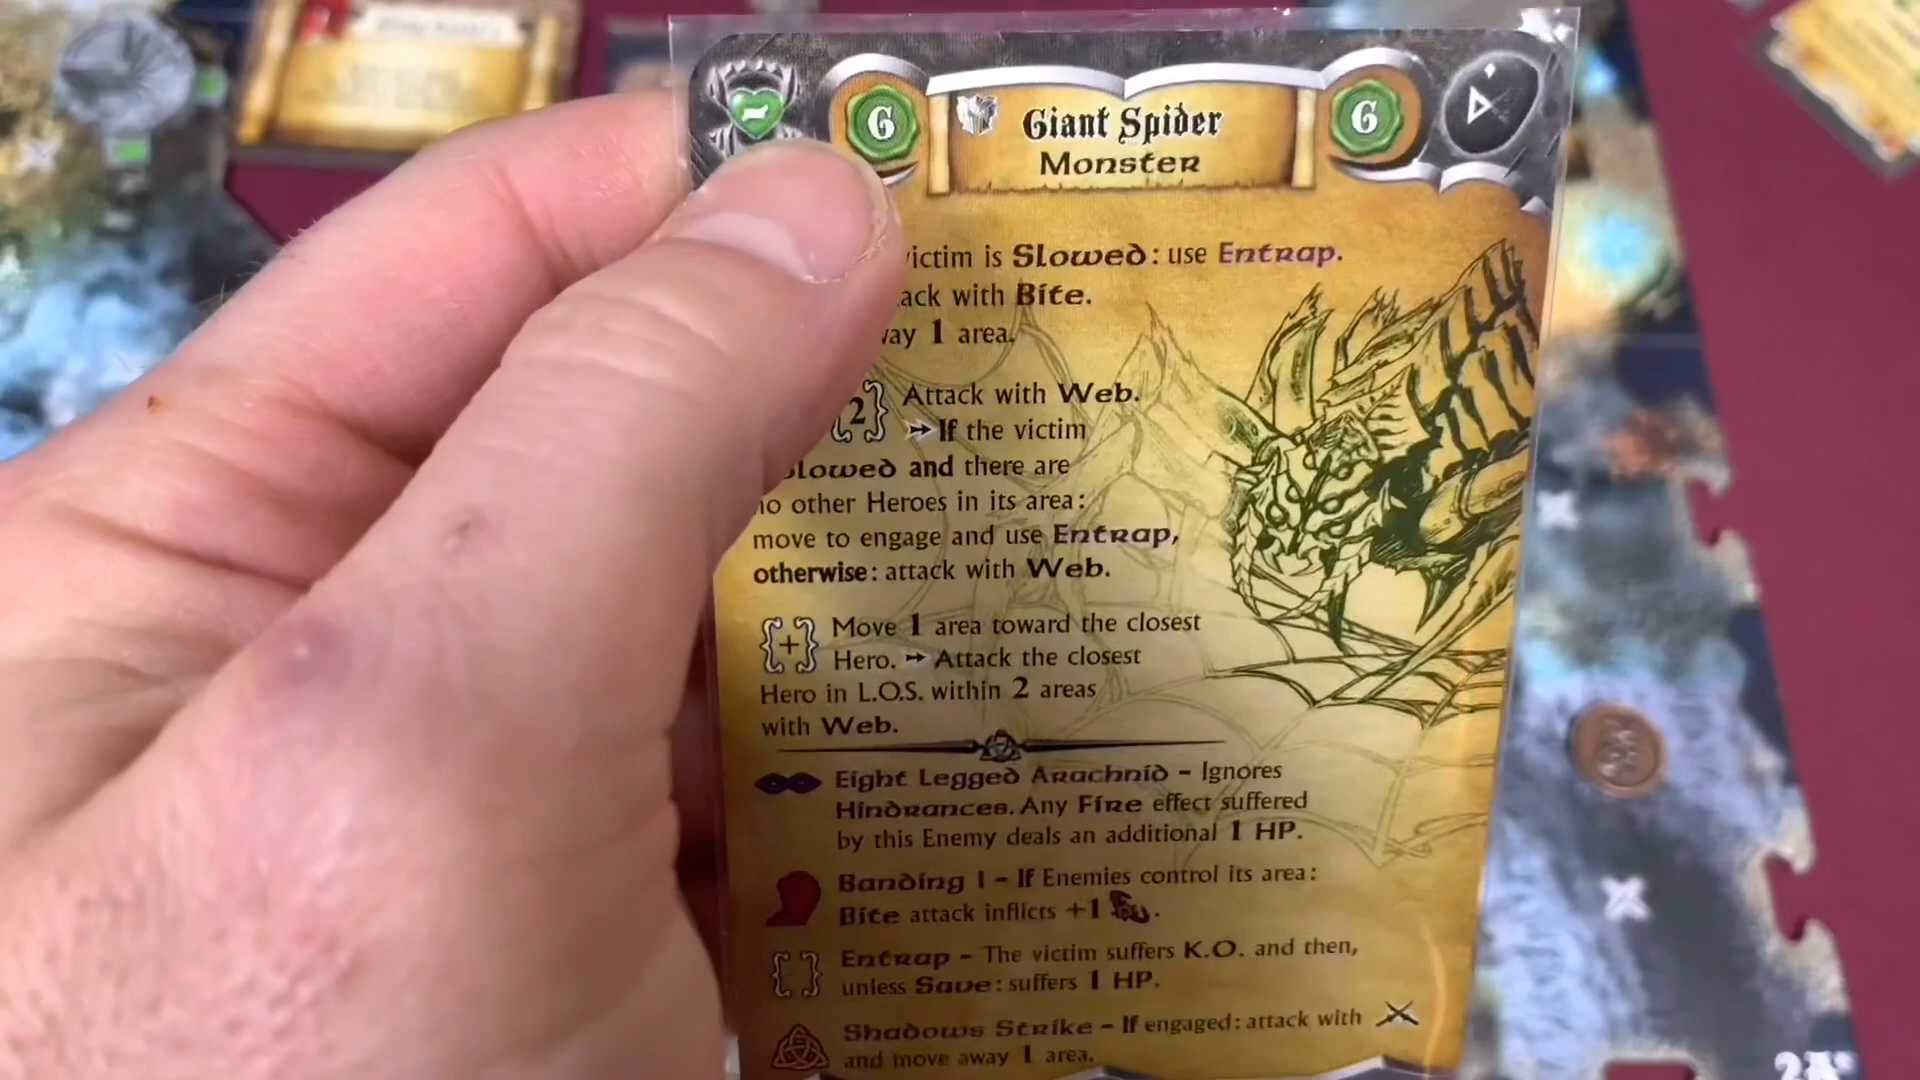 G Giant Spider G
Monster
victim is Slowed: use Entrap.
ack with Bite.
way 1 area.
2 Attack with Web.
If the victim
Slowed and there are
no other Heroes in its area:
move to engage and use Entrap,
otherwise: attack with Web.
{+} Move 1 area toward the closest
Hero. Attack the closest
Hero in L.O.S. within 2 areas
with Web.
Eight Legged Arachnid - Ignores
Hindrances. Any Fire effect suffered
by this Enemy deals an additional 1 HP.
Banding 1 - If Enemies control its area:
Bite attack inflicts +1 .
Entrap - The victim suffers K.O. and then,
unless Save: suffers 1 HP.
Shadows Strike - If engaged: attack with
and move away 1 area.